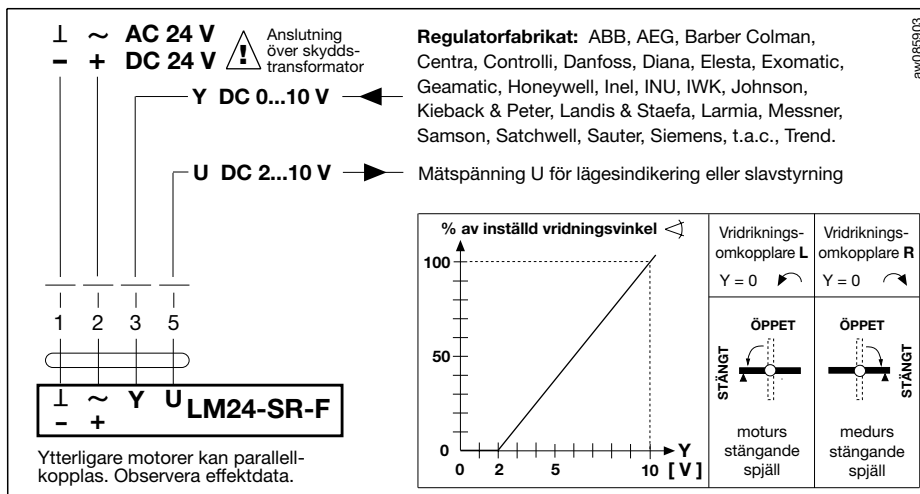 ⊥ ~ AC 24 V
– + DC 24 V
Anslutning
över skydds-
transformator
Y DC 0...10 V
U DC 2...10 V
1 2 3 5
⊥ ~ Y U LM24-SR-F
– +
Ytterligare motorer kan parallell-
kopplas. Observera effektdata.
Regulatorfabrikat: ABB, AEG, Barber Colman,
Centra, Controlli, Danfoss, Diana, Elesta, Exomatic,
Geamatic, Honeywell, Inel, INU, IWK, Johnson,
Kieback & Peter, Landis & Staefa, Larmia, Messner,
Samson, Satchwell, Sauter, Siemens, t.a.c., Trend.
Mätspänning U för lägesindikering eller slavstyrning
aw085903
% av inställd vridningsvinkel
100
50
0
0 2 5 10 Y
[ V ]
Vridriknings-
omkopplare L
Y = 0
ÖPPET
STÄNGT
moturs
stängande
spjäll
Vridriknings-
omkopplare R
Y = 0
ÖPPET
STÄNGT
medurs
stängande
spjäll